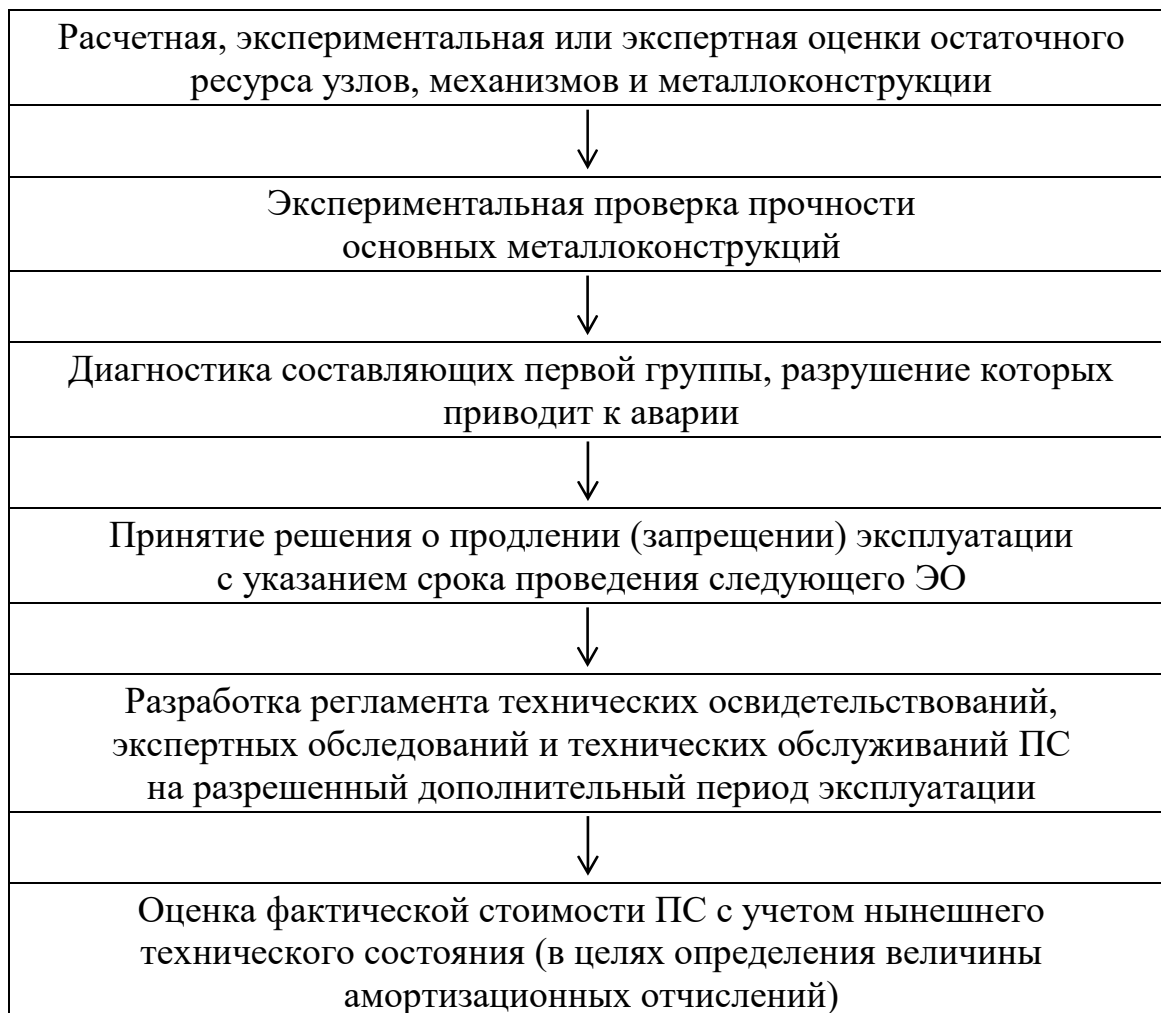 Расчетная, экспериментальная или экспертная оценки остаточного
ресурса узлов, механизмов и металлоконструкции
Экспериментальная проверка прочности
основных металлоконструкций
Диагностика составляющих первой группы, разрушение которых
приводит к аварии
Принятие решения о продлении (запрещении) эксплуатации
с указанием срока проведения следующего ЭО
Разработка регламента технических освидетельствований,
экспертных обследований и технических обслуживаний ПС
на разрешенный дополнительный период эксплуатации
Оценка фактической стоимости ПС с учетом нынешнего
технического состояния (в целях определения величины
амортизационных отчислений)